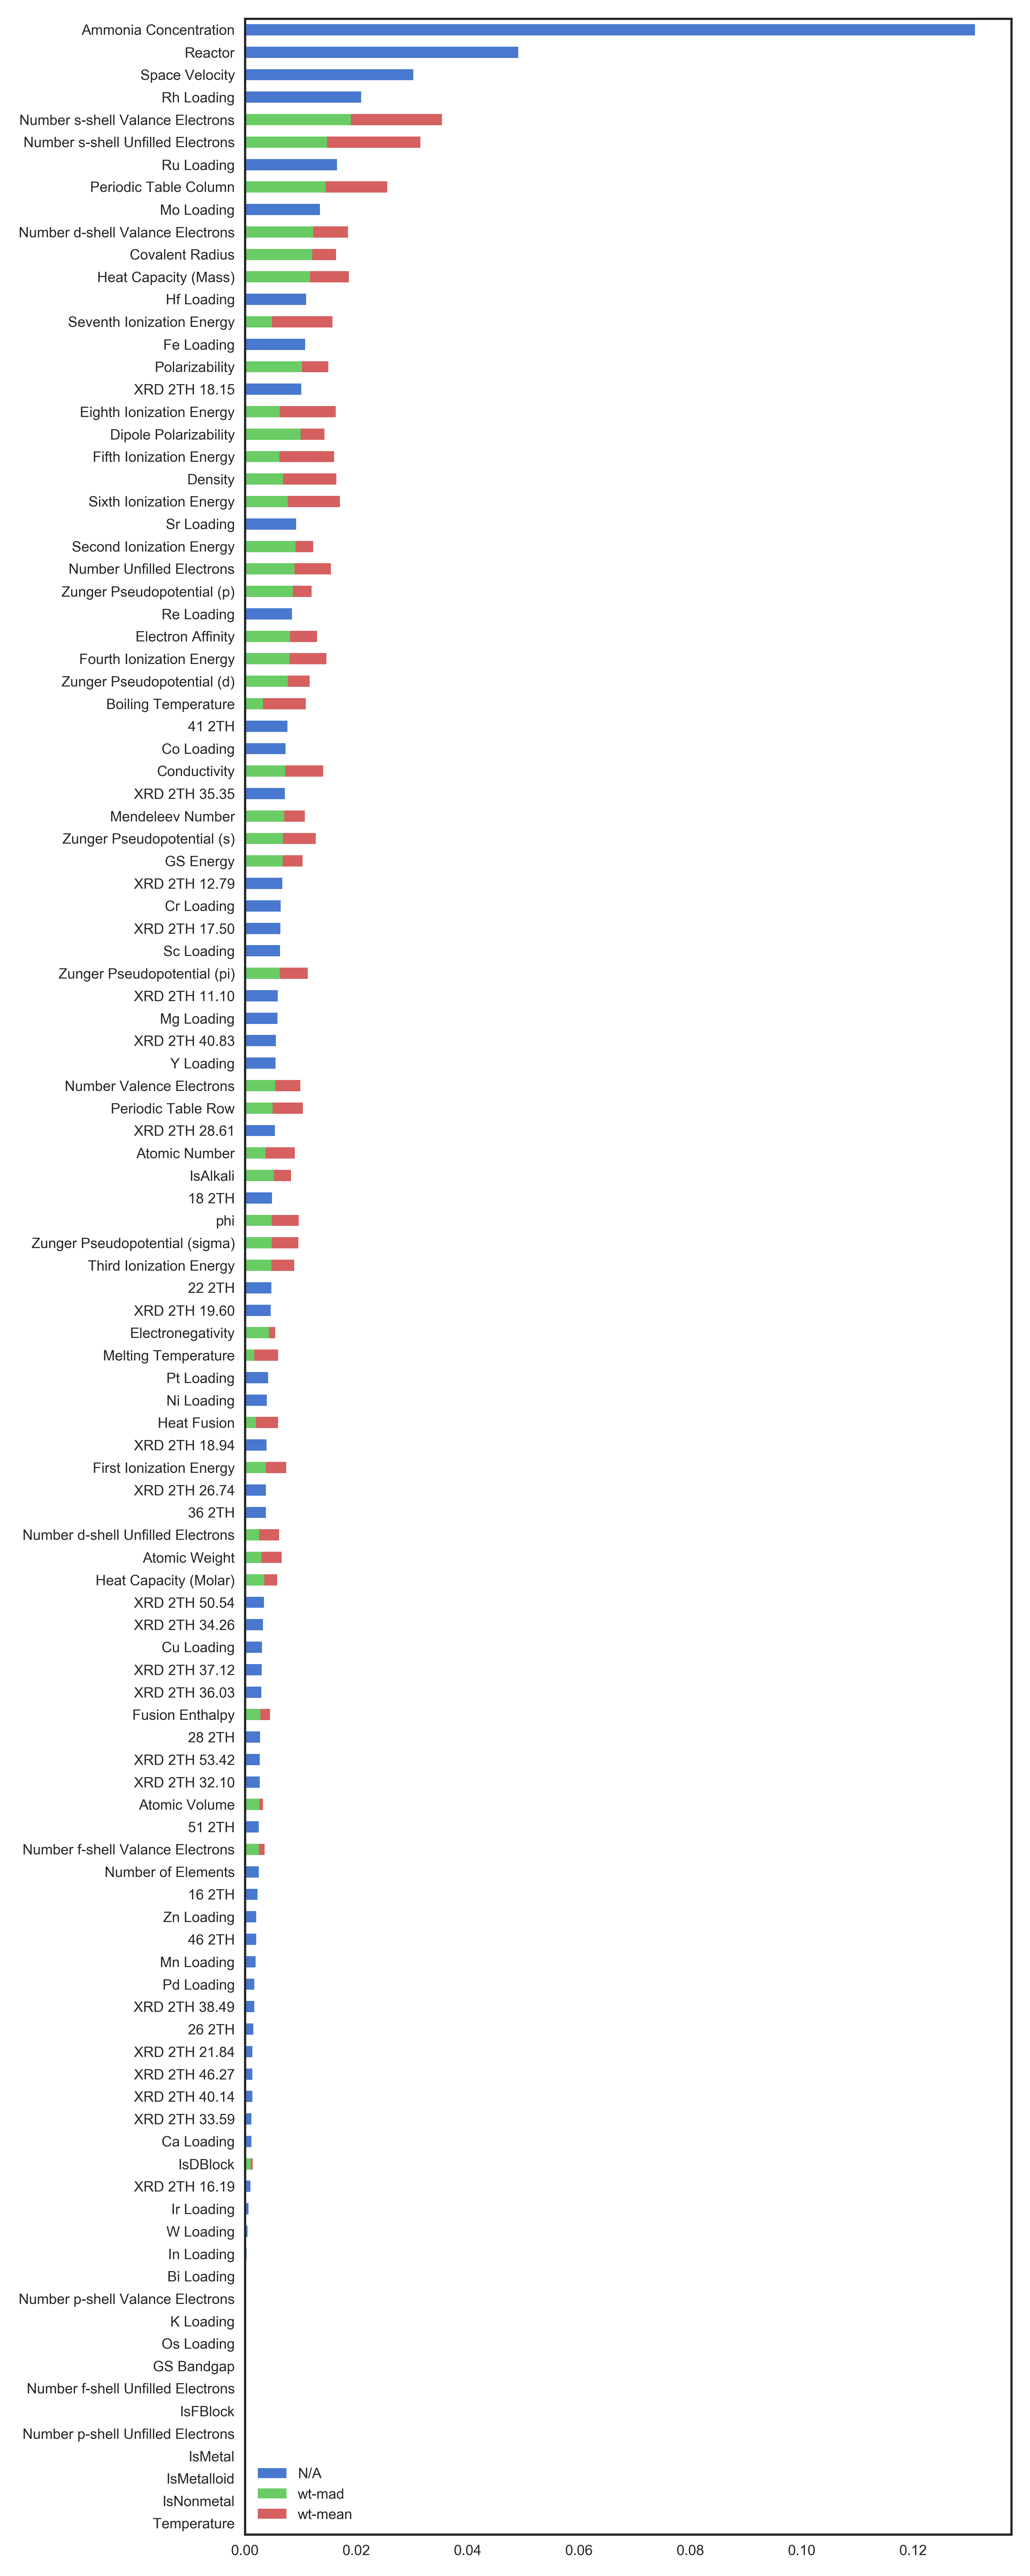 Ammonia Concentration
Reactor
Space Velocity
Rh Loading
Number s-shell Valance Electrons
Number s-shell Unfilled Electrons
Ru Loading
Periodic Table Column
Mo Loading
Number d-shell Valance Electrons
Covalent Radius
Heat Capacity (Mass)
Hf Loading
Seventh Ionization Energy
Fe Loading
Polarizability
XRD 2TH 18.15
Eighth Ionization Energy
Dipole Polarizability
Fifth Ionization Energy
Density
Sixth Ionization Energy
Sr Loading
Second Ionization Energy
Number Unfilled Electrons
Zunger Pseudopotential (p)
Re Loading
Electron Affinity
Fourth Ionization Energy
Zunger Pseudopotential (d)
Boiling Temperature
41 2TH
Co Loading
Conductivity
XRD 2TH 35.35
Mendeleev Number
Zunger Pseudopotential (s)
GS Energy
XRD 2TH 12.79
Cr Loading
XRD 2TH 17.50
Sc Loading
Zunger Pseudopotential (pi)
XRD 2TH 11.10
Mg Loading
XRD 2TH 40.83
Y Loading
Number Valence Electrons
Periodic Table Row
XRD 2TH 28.61
Atomic Number
IsAlkali
18 2TH
phi
Zunger Pseudopotential (sigma)
Third Ionization Energy
22 2TH
XRD 2TH 19.60
Electronegativity
Melting Temperature
Pt Loading
Ni Loading
Heat Fusion
XRD 2TH 18.94
First Ionization Energy
XRD 2TH 26.74
36 2TH
Number d-shell Unfilled Electrons
Atomic Weight
Heat Capacity (Molar)
XRD 2TH 50.54
XRD 2TH 34.26
Cu Loading
XRD 2TH 37.12
XRD 2TH 36.03
Fusion Enthalpy
28 2TH
XRD 2TH 53.42
XRD 2TH 32.10
Atomic Volume
51 2TH
Number f-shell Valance Electrons
Number of Elements
16 2TH
Zn Loading
46 2TH
Mn Loading
Pd Loading
XRD 2TH 38.49
26 2TH
XRD 2TH 21.84
XRD 2TH 46.27
XRD 2TH 40.14
XRD 2TH 33.59
Ca Loading
IsDBlock
XRD 2TH 16.19
Ir Loading
W Loading
In Loading
Bi Loading
Number p-shell Valance Electrons
K Loading
Os Loading
GS Bandgap
Number f-shell Unfilled Electrons
IsFBlock
Number p-shell Unfilled Electrons
IsMetal
IsMetalloid
IsNonmetal
Temperature
N/A
wt-mad
wt-mean
0.00 0.02 0.04 0.06 0.08 0.10 0.12